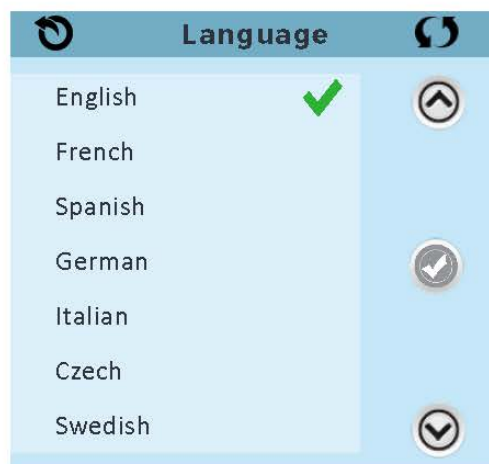 Language
English
French
Spanish
German
Italian
Czech
Swedish